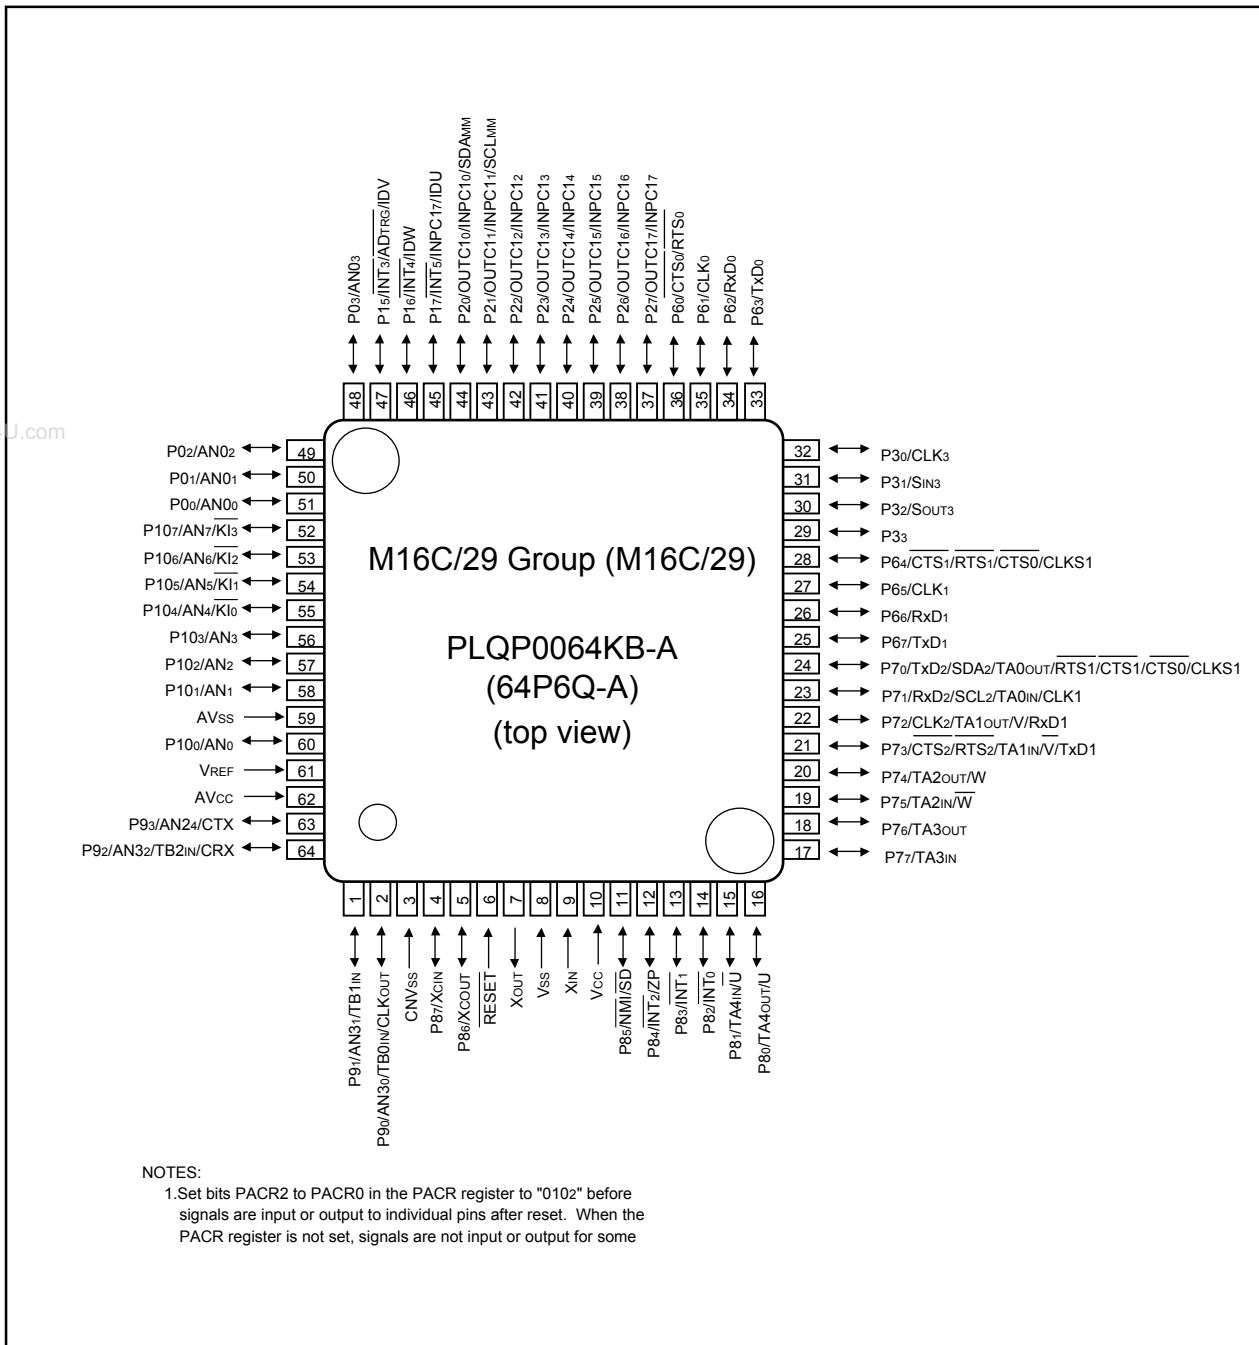 P03/AN03
P15/INT3/ADTRG/IDV
P16/INT4/IDW
P17/INT5/INPC17/IDU
P20/OUTC10/INPC10/SDAMM
P21/OUTC11/INPC11/SCLMM
P22/OUTC12/INPC12
P23/OUTC13/INPC13
P24/OUTC14/INPC14
P25/OUTC15/INPC15
P26/OUTC16/INPC16
P27/OUTC17/INPC17
P60/CTS0/RTS0
P61/CLK0
P62/RxD0
P63/TxD0
48 47 46 45 44 43 42 41 40 39 38 37 36 35 34 33
U.com
P02/AN02 49
P01/AN01 50
P00/AN00 51
P107/AN7/KI3 52
P106/AN6/KI2 53
P105/AN5/KI1 54
P104/AN4/KI0 55
P103/AN3 56
P102/AN2 57
P101/AN1 58
AVSS 59
P100/AN0 60
VREF 61
AVCC 62
P93/AN24/CTX 63
P92/AN32/TB2IN/CRX 64
M16C/29 Group (M16C/29)
PLQP0064KB-A
(64P6Q-A)
(top view)
32 P30/CLK3
31 P31/SIN3
30 P32/SOUT3
29 P33
28 P64/CTS1/RTS1/CTS0/CLKS1
27 P65/CLK1
26 P66/RxD1
25 P67/TxD1
24 P70/TxD2/SDA2/TA0OUT/RTS1/CTS1/CTS0/CLKS1
23 P71/RxD2/SCL2/TA0IN/CLK1
22 P72/CLK2/TA1OUT/V/RxD1
21 P73/CTS2/RTS2/TA1IN/V/TxD1
20 P74/TA2OUT/W
19 P75/TA2IN/W
18 P76/TA3OUT
17 P77/TA3IN
1 2 3 4 5 6 7 8 9 10 11 12 13 14 15 16
P91/AN31/TB1IN
P90/AN30/TB0IN/CLKOUT
CNVSS
P87/XCIN
P86/XCOUT
RESET
XOUT
VSS
XIN
VCC
P85/NMI/SD
P84/INT2/ZP
P83/INT1
P82/INT0
P81/TA4IN/U
P80/TA4OUT/U
NOTES:
1.Set bits PACR2 to PACR0 in the PACR register to "0102" before
signals are input or output to individual pins after reset. When the
PACR register is not set, signals are not input or output for some